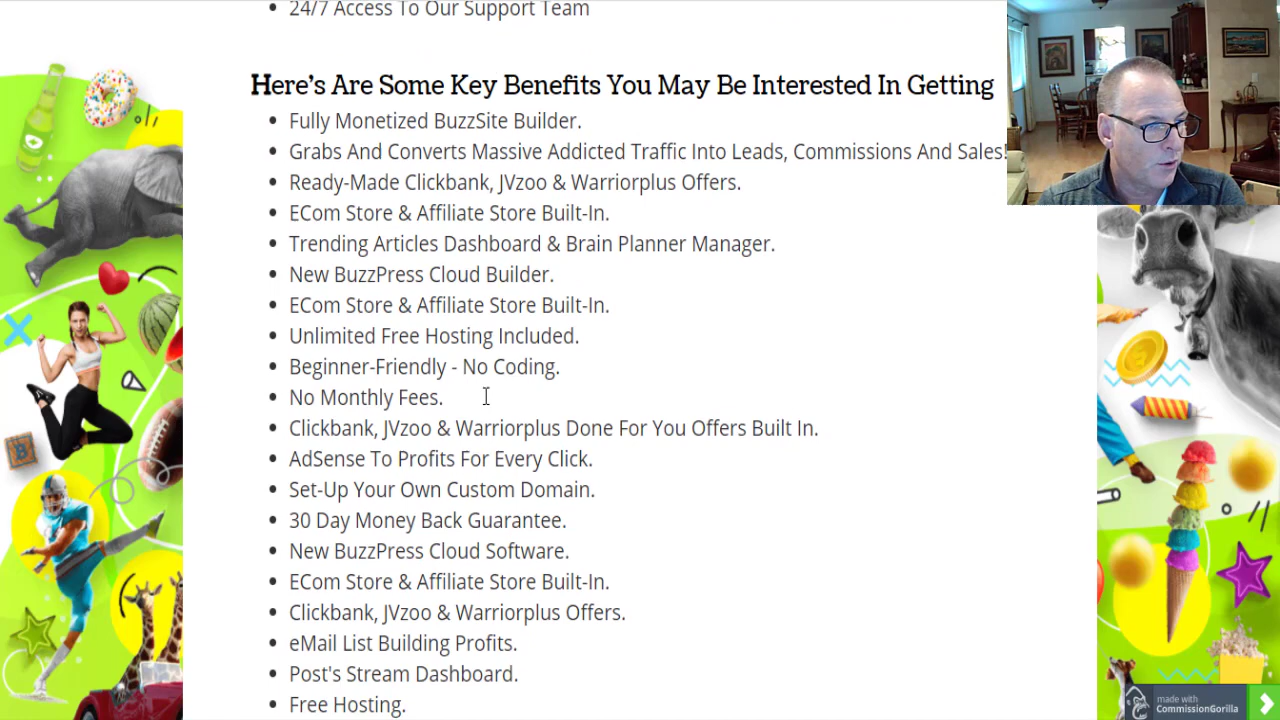 24/7 Access To Our Support Team
Here's Are Some Key Benefits You May Be Interested In Getting
Fully Monetized BuzzSite Builder.
Grabs And Converts Massive Addicted Traffic Into Leads, Commissions And Sales!
Ready-Made Clickbank, JVzoo & Warriorplus Offers.
ECom Store & Affiliate Store Built-In.
Trending Articles Dashboard & Brain Planner Manager.
New BuzzPress Cloud Builder.
ECom Store & Affiliate Store Built-In.
Unlimited Free Hosting Included.
Beginner-Friendly - No Coding.
No Monthly Fees.
Clickbank, JVzoo & Warriorplus Done For You Offers Built In.
AdSense To Profits For Every Click.
Set-Up Your Own Custom Domain.
30 Day Money Back Guarantee.
New BuzzPress Cloud Software.
ECom Store & Affiliate Store Built-In.
Clickbank, JVzoo & Warriorplus Offers.
eMail List Building Profits.
Post's Stream Dashboard.
Free Hosting.
made with
CommissionGorilla